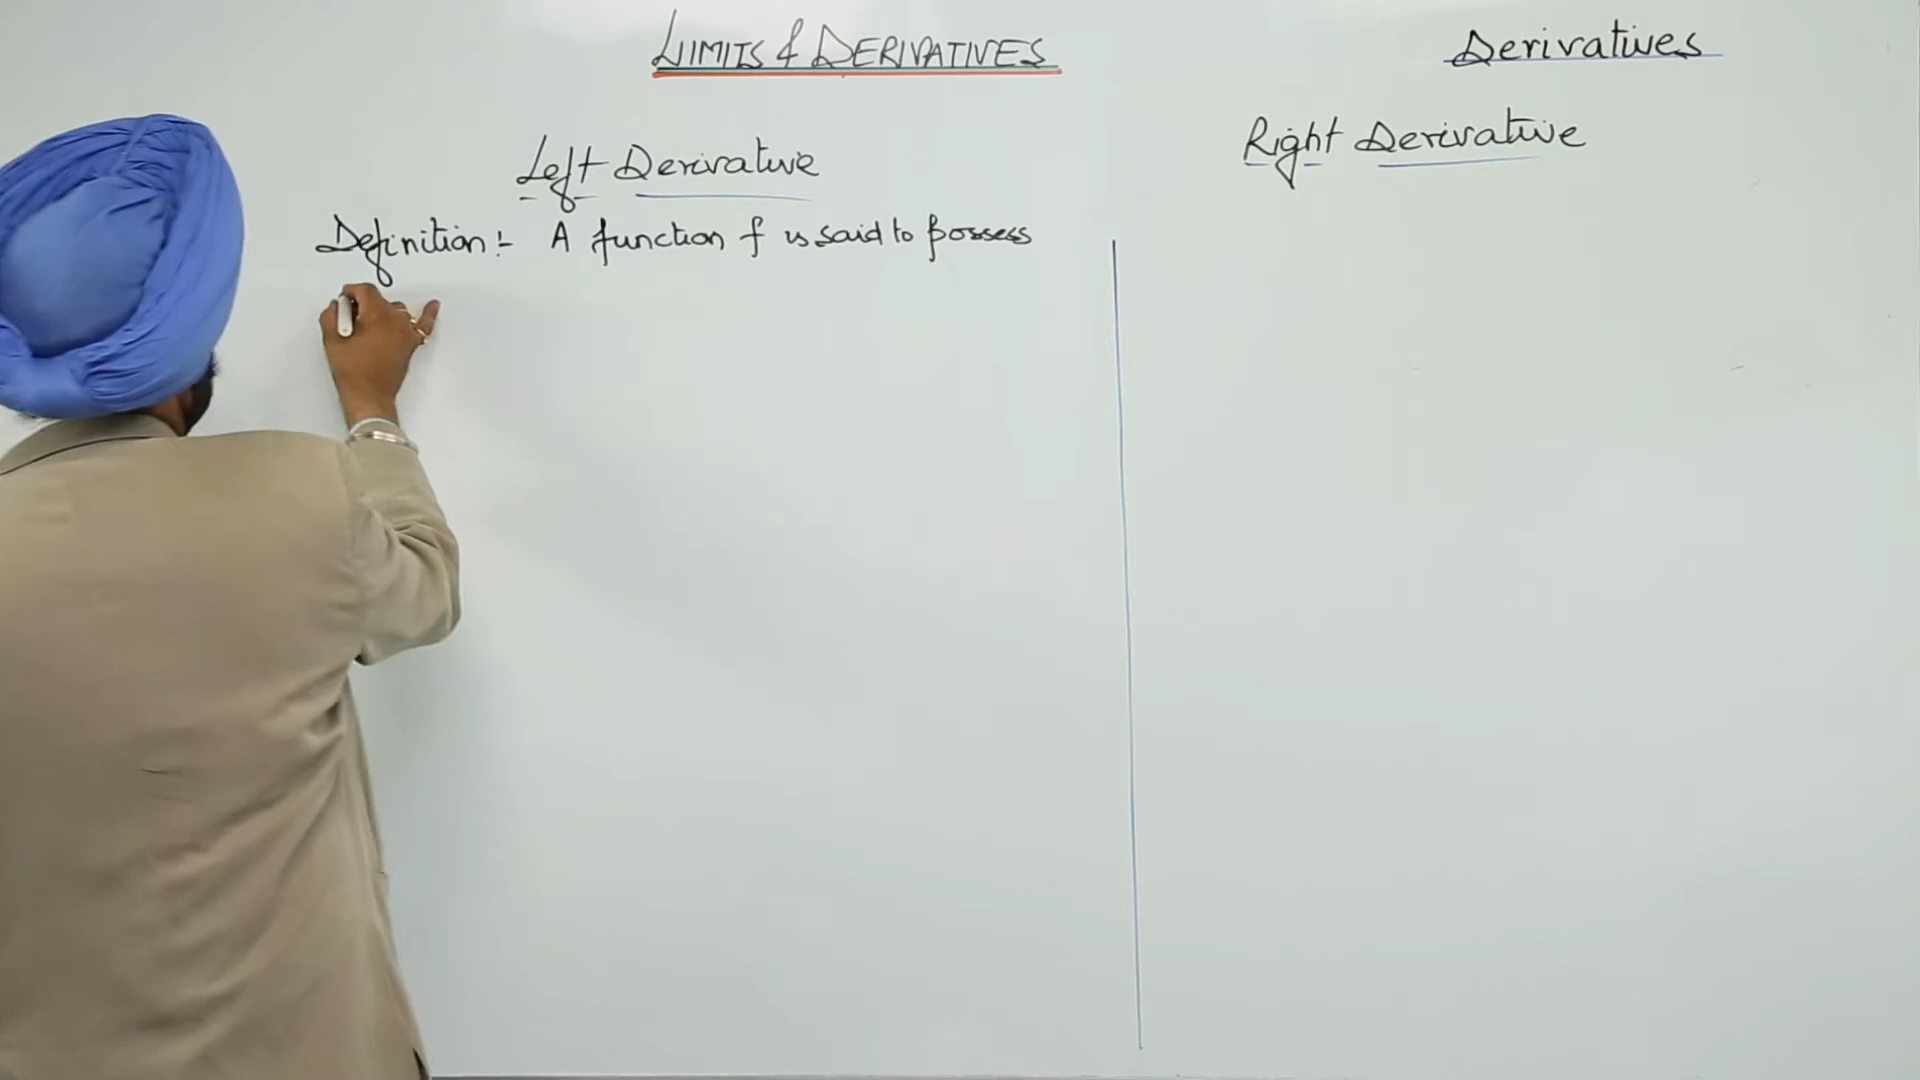 LIMITS & DERIVATIVES
Derivatives
Left Derivative
Definition:- A function f is said to possess
Right Derivative